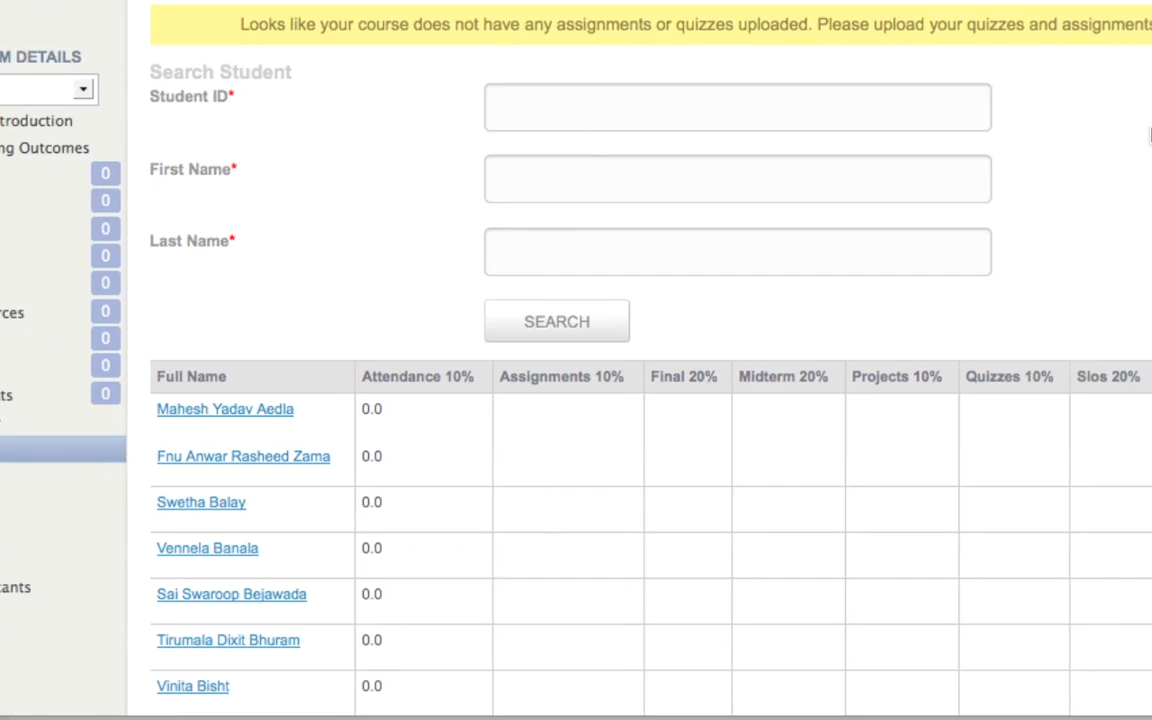 Looks like your course does not have any assignments or quizzes uploaded. Please upload your quizzes and assignments
M DETAILS
troduction
ng Outcomes
0
0
0
0
0
rces 0
0
0
ts 0
cants
Search Student
Student ID*
First Name*
Last Name*
SEARCH
Full Name Attendance 10% Assignments 10% Final 20% Midterm 20% Projects 10% Quizzes 10% Slos 20%
Mahesh Yadav Aedla 0.0
Fnu Anwar Rasheed Zama 0.0
Swetha Balay 0.0
Vennela Banala 0.0
Sai Swaroop Bejawada 0.0
Tirumala Dixit Bhuram 0.0
Vinita Bisht 0.0